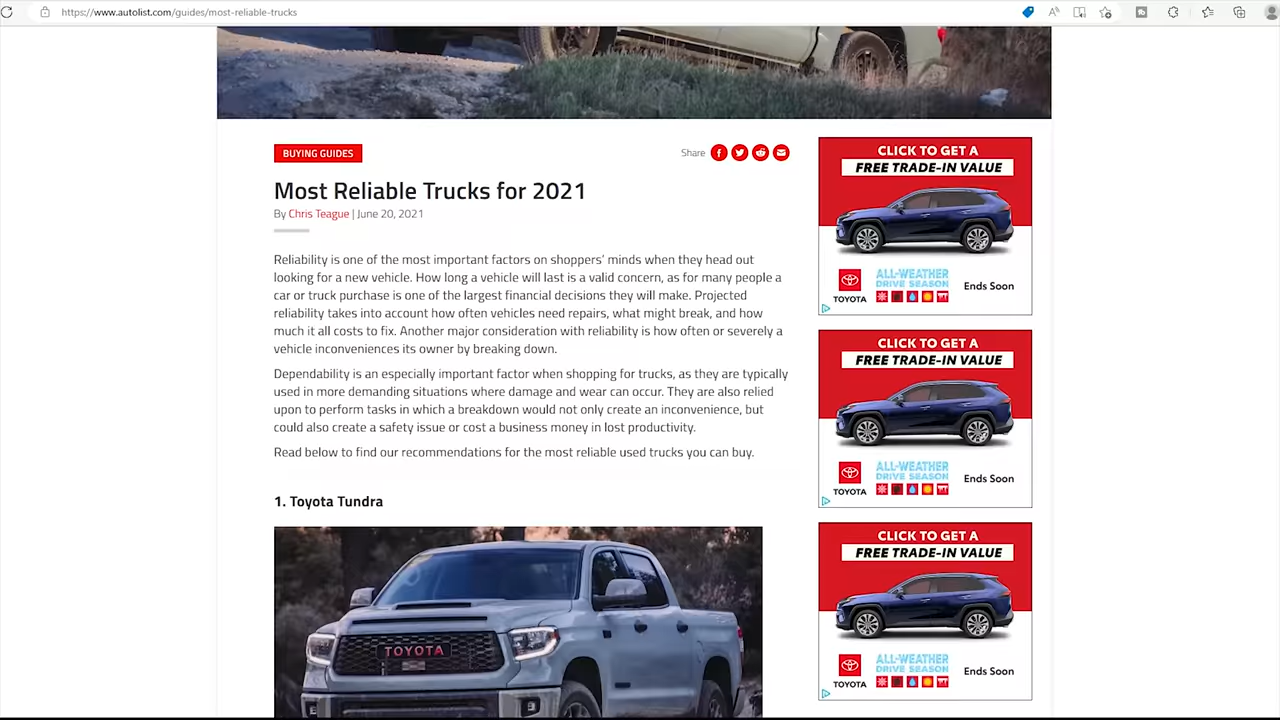 https://www.autolist.com/guides/most-reliable-trucks
BUYING GUIDES
Share
Most Reliable Trucks for 2021
By Chris Teague | June 20, 2021
Reliability is one of the most important factors on shoppers' minds when they head out
looking for a new vehicle. How long a vehicle will last is a valid concern, as for many people a
car or truck purchase is one of the largest financial decisions they will make. Projected
reliability takes into account how often vehicles need repairs, what might break, and how
much it all costs to fix. Another major consideration with reliability is how often or severely a
vehicle inconveniences its owner by breaking down.
Dependability is an especially important factor when shopping for trucks, as they are typically
used in more demanding situations where damage and wear can occur. They are also relied
upon to perform tasks in which a breakdown would not only create an inconvenience, but
could also create a safety issue or cost a business money in lost productivity.
Read below to find our recommendations for the most reliable used trucks you can buy.
1. Toyota Tundra
TOYOTA
CLICK TO GET A
FREE TRADE-IN VALUE
ALL-WEATHER
DRIVE SEASON
Ends Soon
TOYOTA
CLICK TO GET A
FREE TRADE-IN VALUE
ALL-WEATHER
DRIVE SEASON
Ends Soon
TOYOTA
CLICK TO GET A
FREE TRADE-IN VALUE
ALL-WEATHER
DRIVE SEASON
Ends Soon
TOYOTA